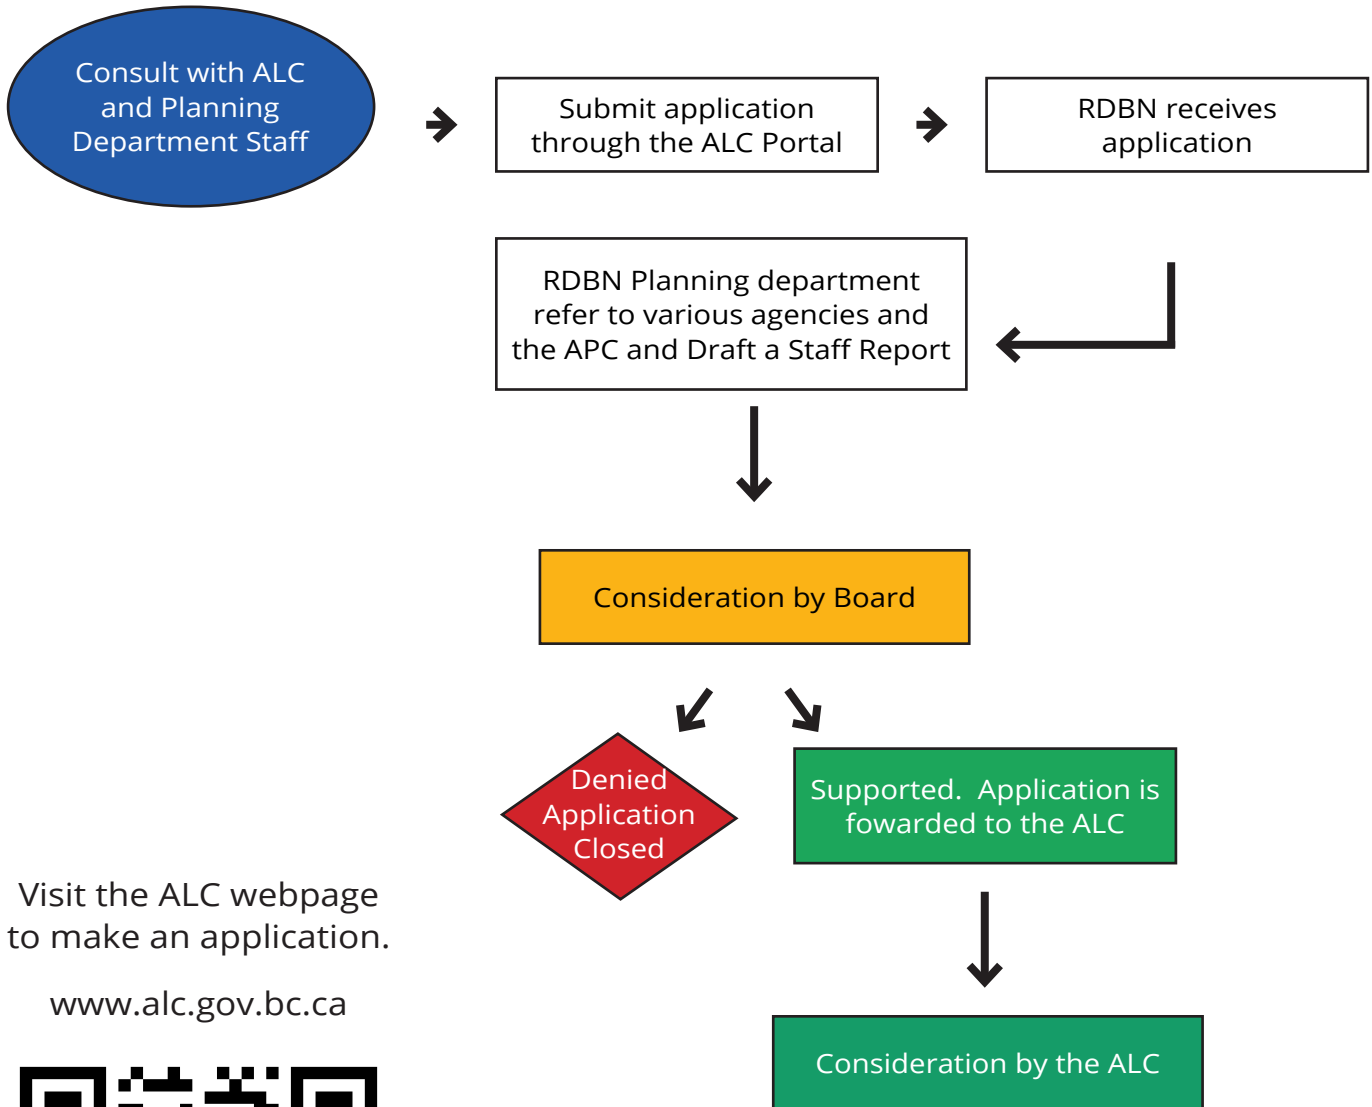 Consult with ALC
and Planning
Department Staff
Submit application
through the ALC Portal
RDBN receives
application
RDBN Planning department
refer to various agencies and
the APC and Draft a Staff Report
Consideration by Board
Denied
Application
Closed
Supported.  Application is
fowarded to the ALC
Visit the ALC webpage
to make an application.
www.alc.gov.bc.ca
Consideration by the ALC